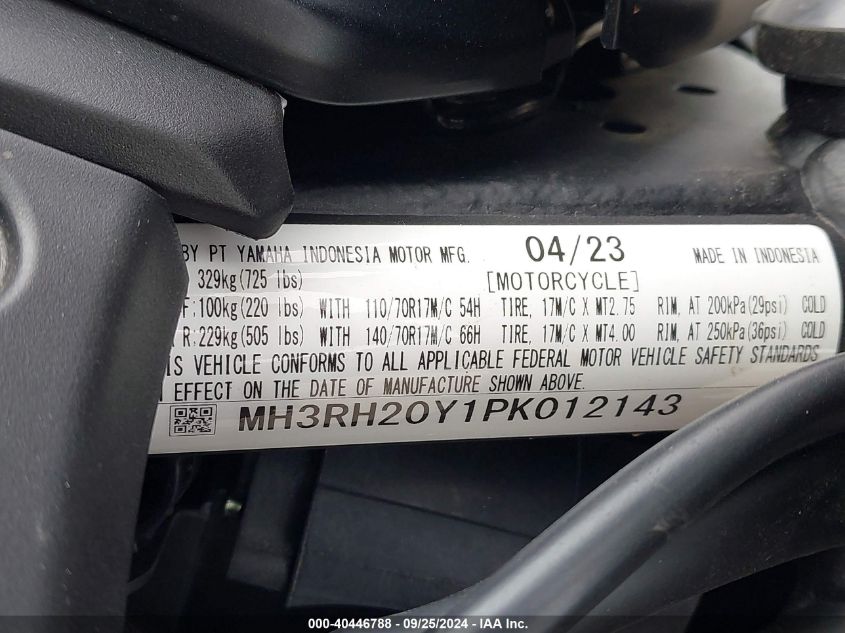 BY PT YAMAHA INDONESIA MOTOR MFG. 04/23 MADE IN INDONESIA
329kg(725 lbs) [MOTORCYCLE]
F:100kg(220 lbs) WITH 110/70R17M/C 54H TIRE, 17M/C X MT2.75 RIM, AT 200kPa(29psi) COLD
R:229kg(505 lbs) WITH 140/70R17M/C 66H TIRE, 17M/C X MT4.00 RIM, AT 250kPa(36psi) COLD
IS VEHICLE CONFORMS TO ALL APPLICABLE FEDERAL MOTOR VEHICLE SAFETY STANDARDS
EFFECT ON THE DATE OF MANUFACTURE SHOWN ABOVE.
MH3RH20Y1PK012143
000-40446788 - 09/25/2024 - IAA Inc.